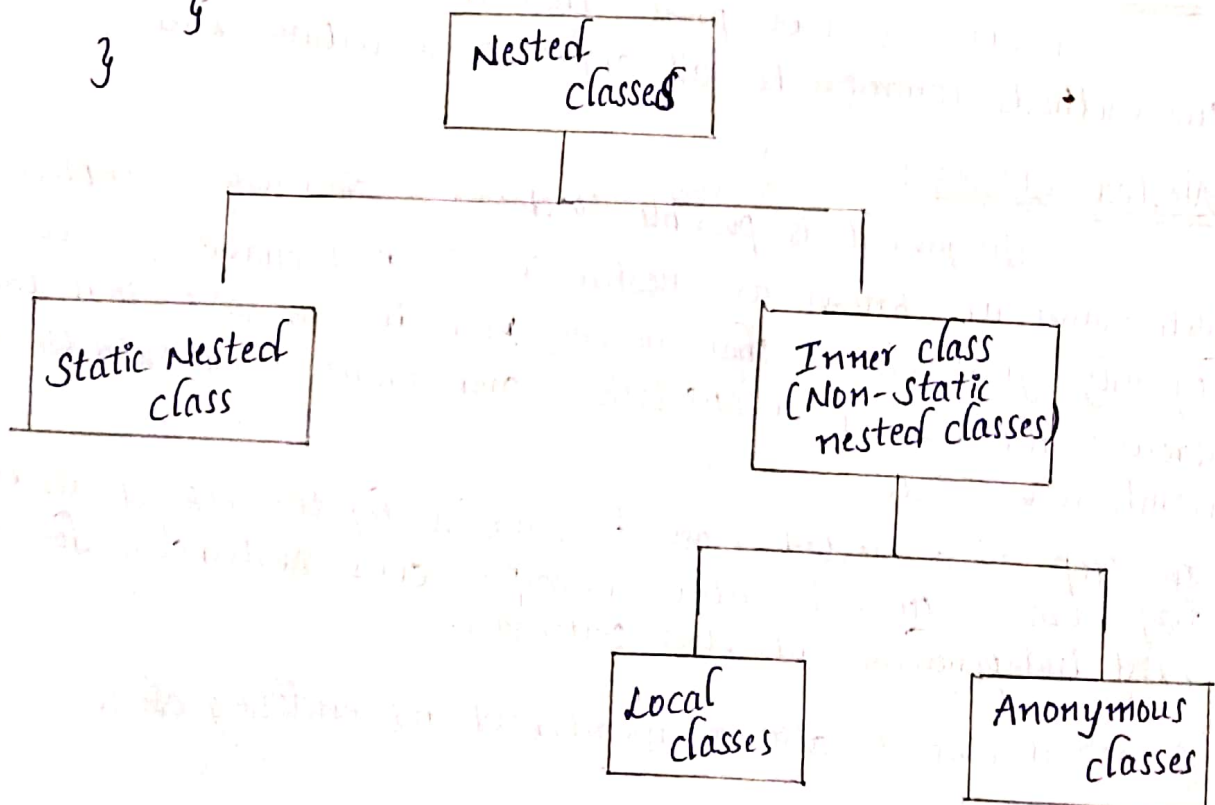 }
}
Nested
classes
Static Nested
class
Inner class
(Non-Static
nested classes)
Local
classes
Anonymous
classes